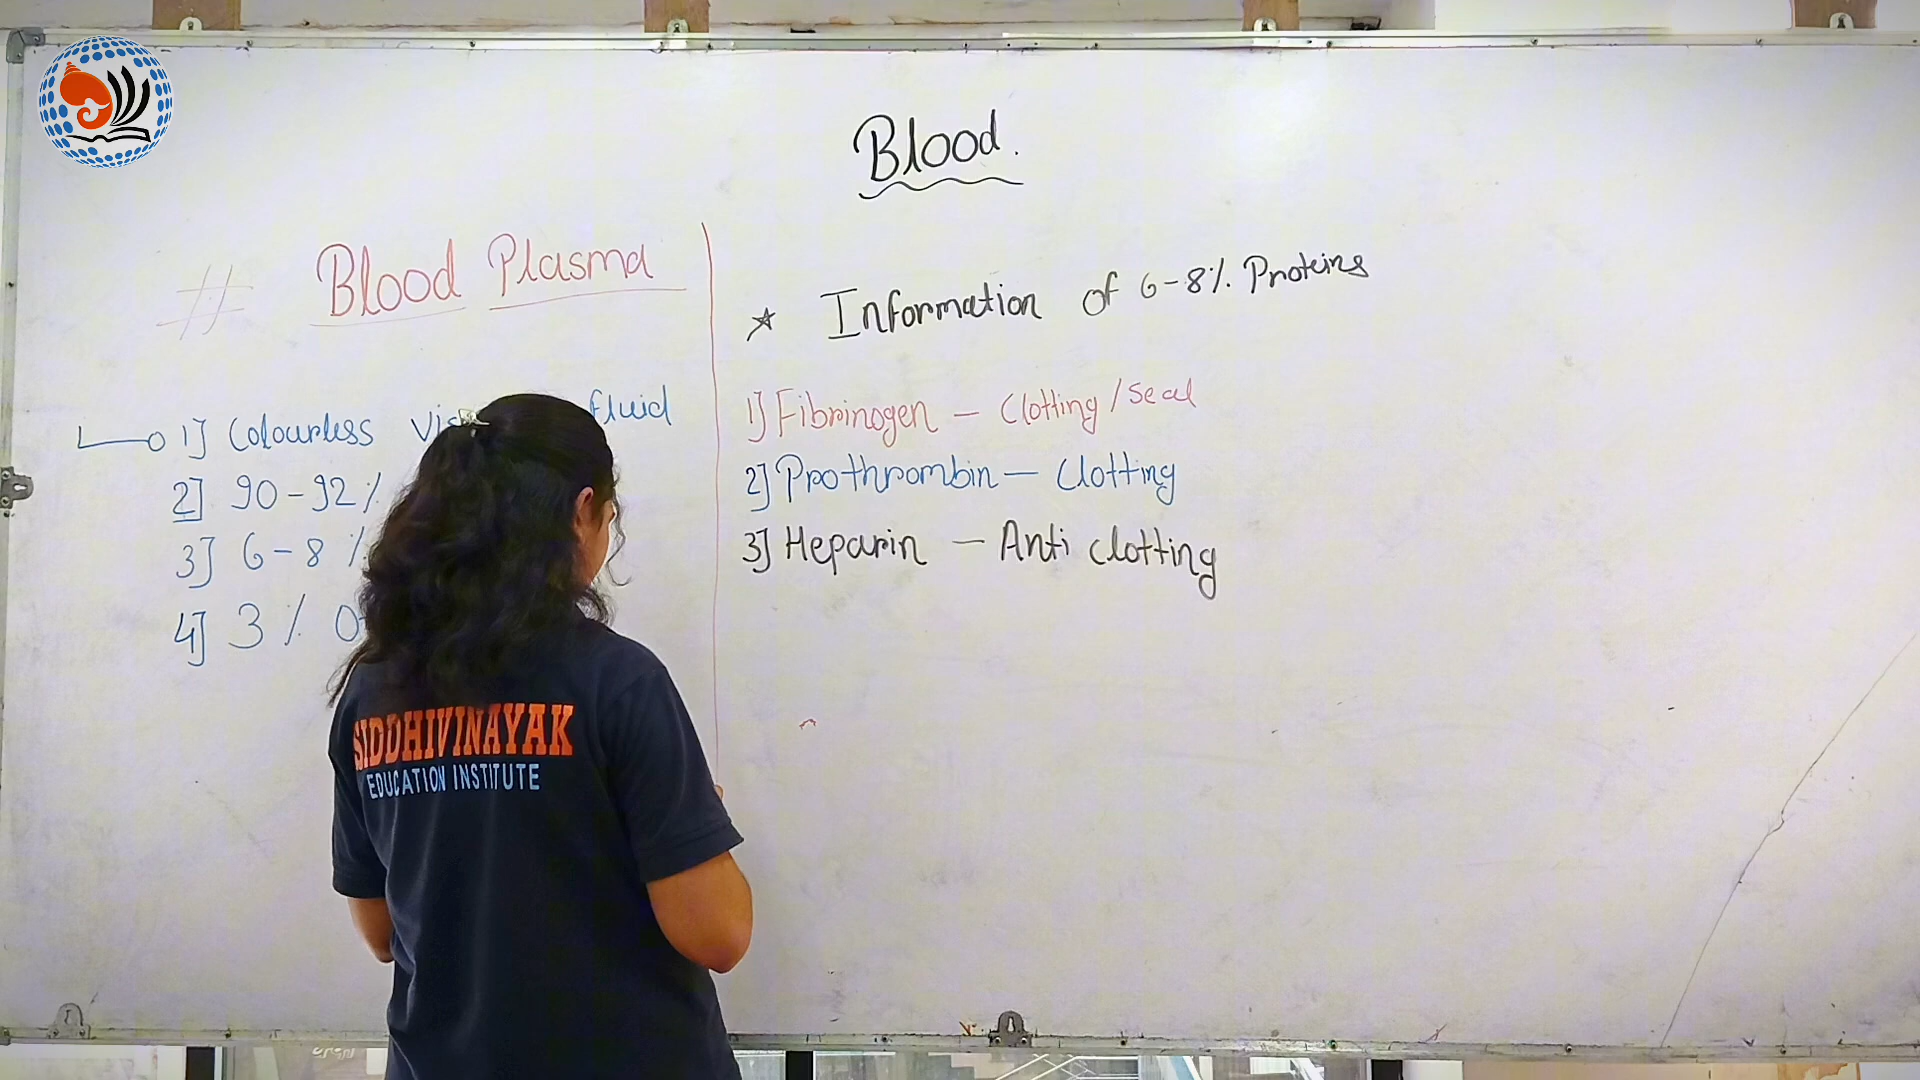 Blood.
# Blood Plasma
1] Colourless fluid
2] 90-92%
3] 6-8%
4] 3%
* Information of 6-8% Proteins
1] Fibrinogen - Clotting/seal
2] Prothrombin - Clotting
3] Heparin - Anti clotting
SIDDHIVINAYAK
EDUCATION INSTITUTE